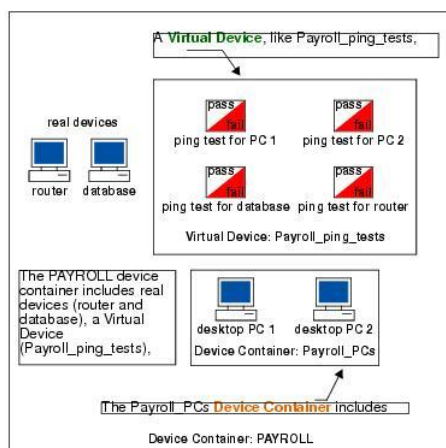 A Virtual Device, like Payroll_ping_tests,
real devices
router
database
pass
fail
ping test for PC 1
pass
fail
ping test for PC 2
pass
fail
ping test for database
pass
fail
ping test for router
Virtual Device: Payroll_ping_tests
The PAYROLL device
container includes real
devices (router and
database), a Virtual
Device
(Payroll_ping_tests),
desktop PC 1
desktop PC 2
Device Container: Payroll_PCs
The Payroll_PCs Device Container includes
Device Container: PAYROLL